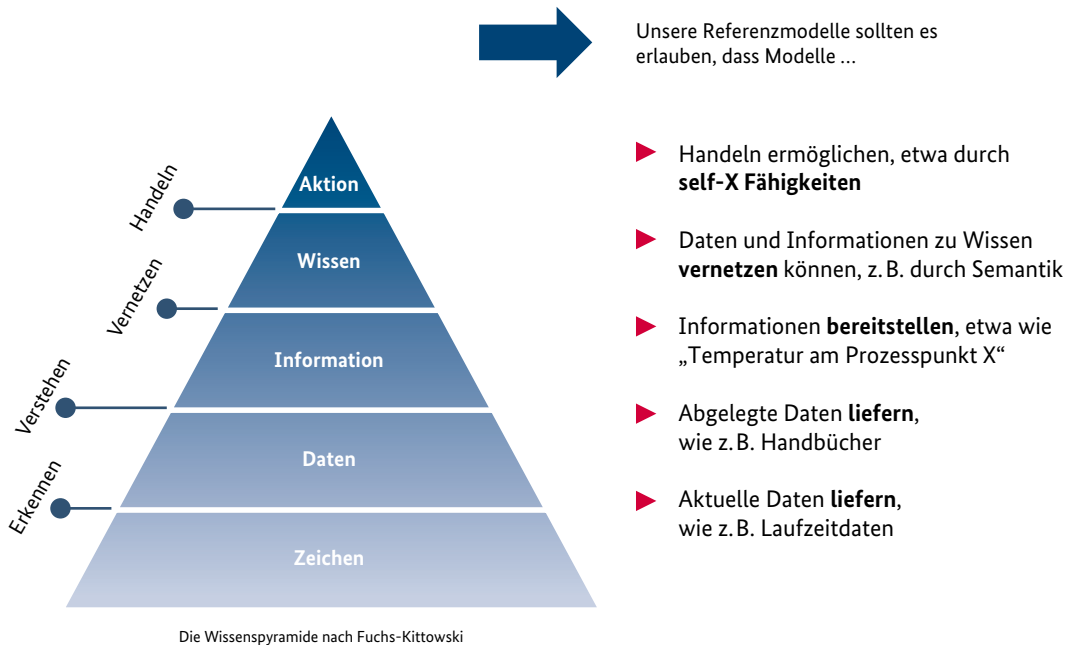 Unsere Referenzmodelle sollten es
erlauben, dass Modelle …
Aktion
Wissen
Information
Daten
Zeichen
Handeln
Vernetzen
Verstehen
Erkennen
Handeln ermöglichen, etwa durch
self-X Fähigkeiten
Daten und Informationen zu Wissen
vernetzen können, z. B. durch Semantik
Informationen bereitstellen, etwa wie
„Temperatur am Prozesspunkt X“
Abgelegte Daten liefern,
wie z. B. Handbücher
Aktuelle Daten liefern,
wie z. B. Laufzeitdaten
Die Wissenspyramide nach Fuchs-Kittowski